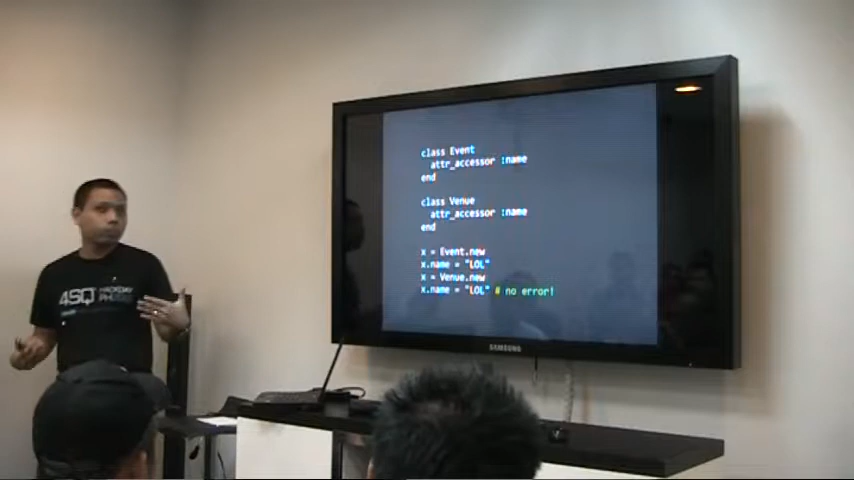 class Event
attr_accessor :name
end
class Venue
attr_accessor :name
end
x = Event.new
x.name = "LOL"
x = Venue.new
x.name = "LOL" # no error!
SAMSUNG
4SQ HACKDAY